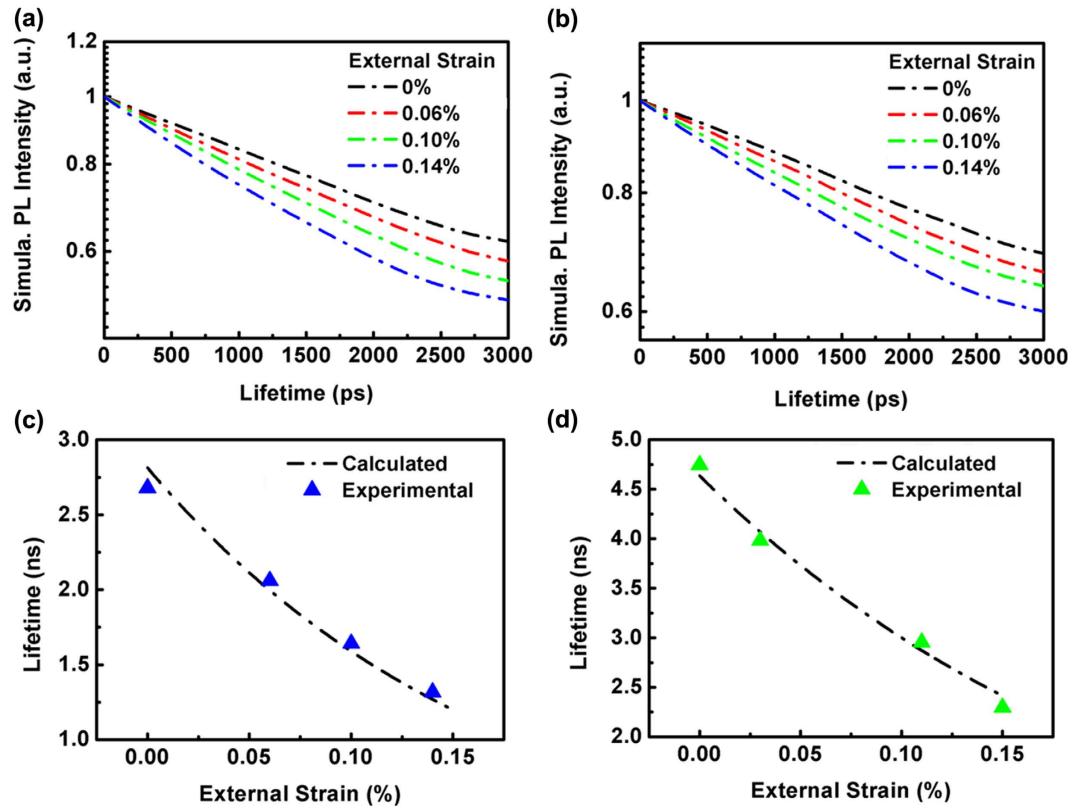 (a)
Simula. PL Intensity (a.u.)
1.2
1
0.8
0.6
External Strain
0%
0.06%
0.10%
0.14%
0 500 1000 1500 2000 2500 3000
Lifetime (ps)
(b)
Simula. PL Intensity (a.u.)
1
0.8
0.6
External Strain
0%
0.06%
0.10%
0.14%
0 500 1000 1500 2000 2500 3000
Lifetime (ps)
(c)
Lifetime (ns)
3.0
2.5
2.0
1.5
1.0
Calculated
Experimental
0.00 0.05 0.10 0.15
External Strain (%)
(d)
Lifetime (ns)
5.0
4.5
4.0
3.5
3.0
2.5
2.0
Calculated
Experimental
0.00 0.05 0.10 0.15
External Strain (%)